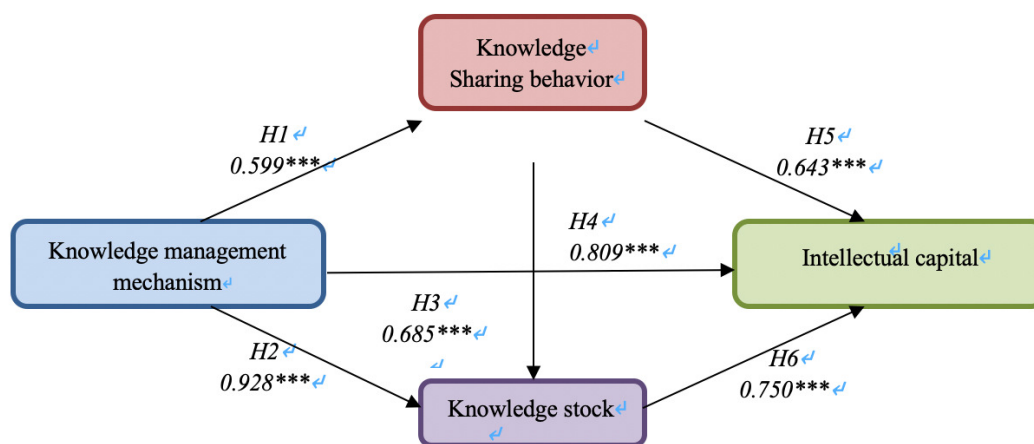 Knowledge
Sharing behavior
H1
0.599***
H5
0.643***
Knowledge management
mechanism
H4
0.809***
Intellectual capital
H3
0.685***
H2
0.928***
H6
0.750***
Knowledge stock